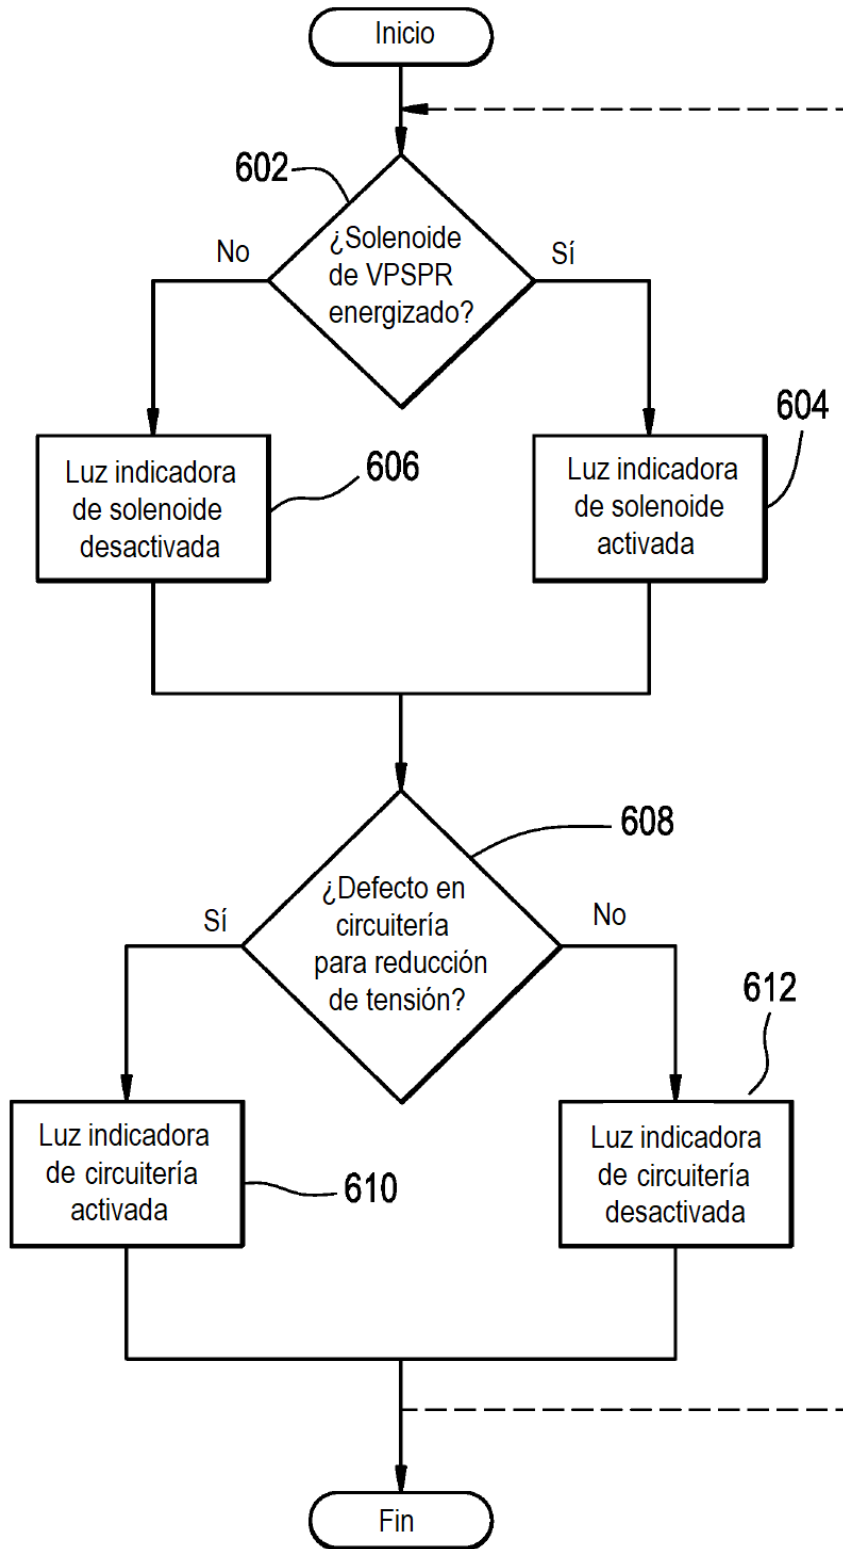 Inicio
602
¿Solenoide
de VPSPR
energizado?
No
Sí
604
Luz indicadora
de solenoide
desactivada
606
Luz indicadora
de solenoide
activada
608
¿Defecto en
circuitería
para reducción
de tensión?
Sí
No
612
Luz indicadora
de circuitería
activada
610
Luz indicadora
de circuitería
desactivada
Fin